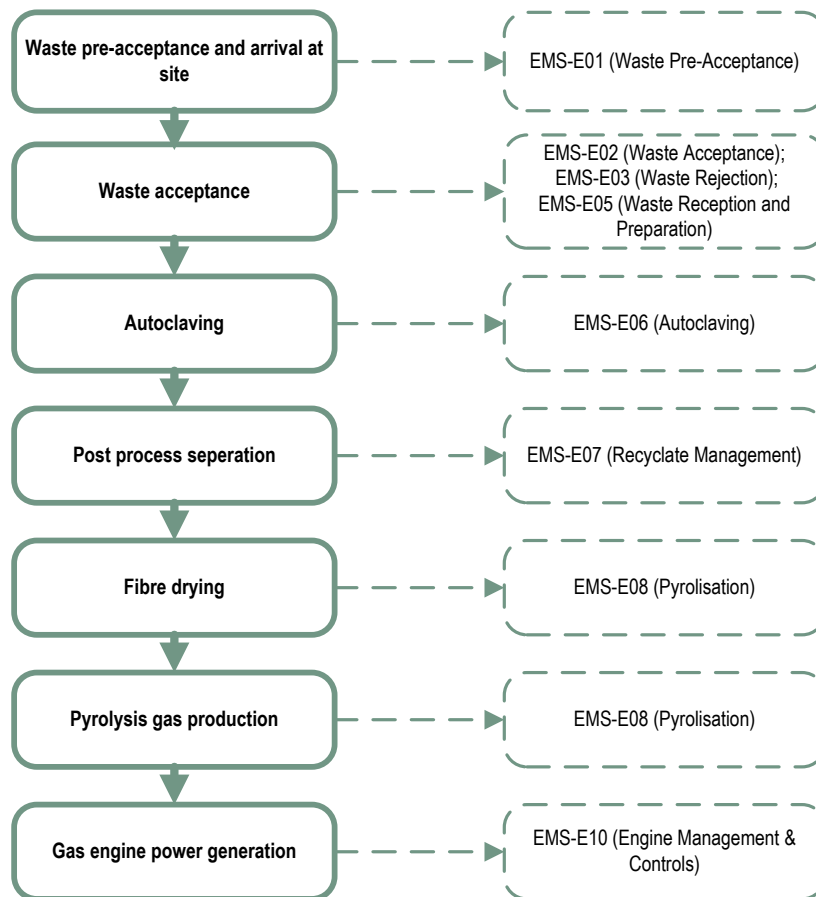 Waste pre-acceptance and arrival at
site
EMS-E01 (Waste Pre-Acceptance)
Waste acceptance
EMS-E02 (Waste Acceptance);
EMS-E03 (Waste Rejection);
EMS-E05 (Waste Reception and
Preparation)
Autoclaving
EMS-E06 (Autoclaving)
Post process seperation
EMS-E07 (Recyclate Management)
Fibre drying
EMS-E08 (Pyrolisation)
Pyrolysis gas production
EMS-E08 (Pyrolisation)
Gas engine power generation
EMS-E10 (Engine Management &
Controls)